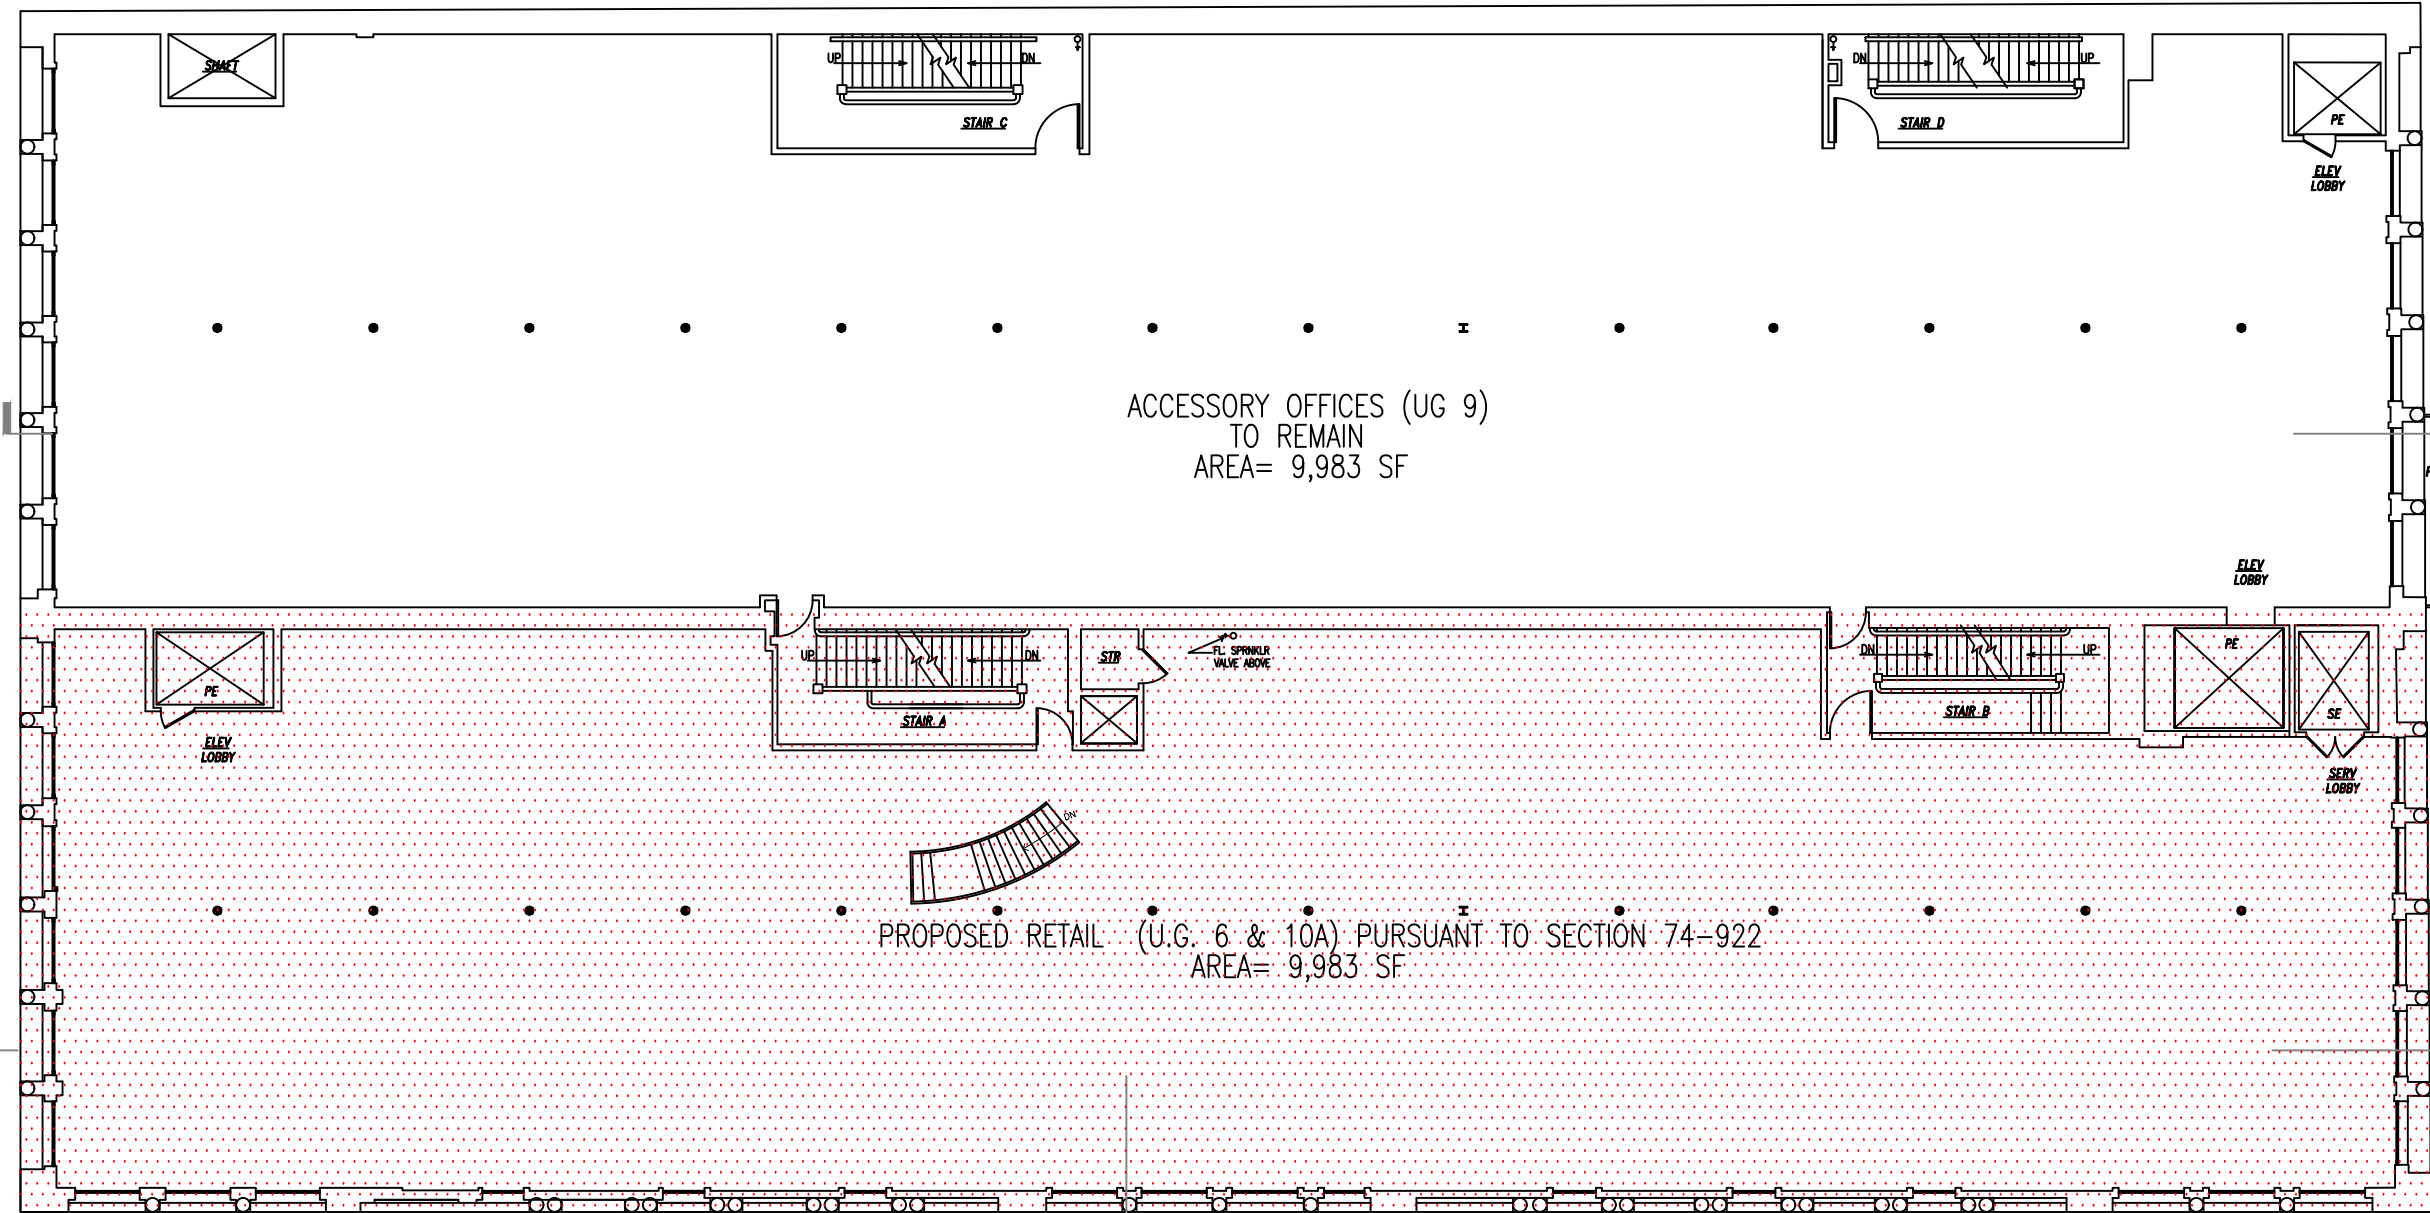 SHAFT
UP
DN
STAIR C
DN
UP
STAIR D
PE
ELEV
LOBBY
ACCESSORY OFFICES (UG 9)
TO REMAIN
AREA= 9,983 SF
ELEV
LOBBY
PE
ELEV
LOBBY
UP
DN
STAIR A
STR
FL. SPRNKLR
VALVE ABOVE
DN
UP
STAIR B
PE
SE
SERV
LOBBY
DN
PROPOSED RETAIL (U.G. 6 & 10A) PURSUANT TO SECTION 74-922
AREA= 9,983 SF